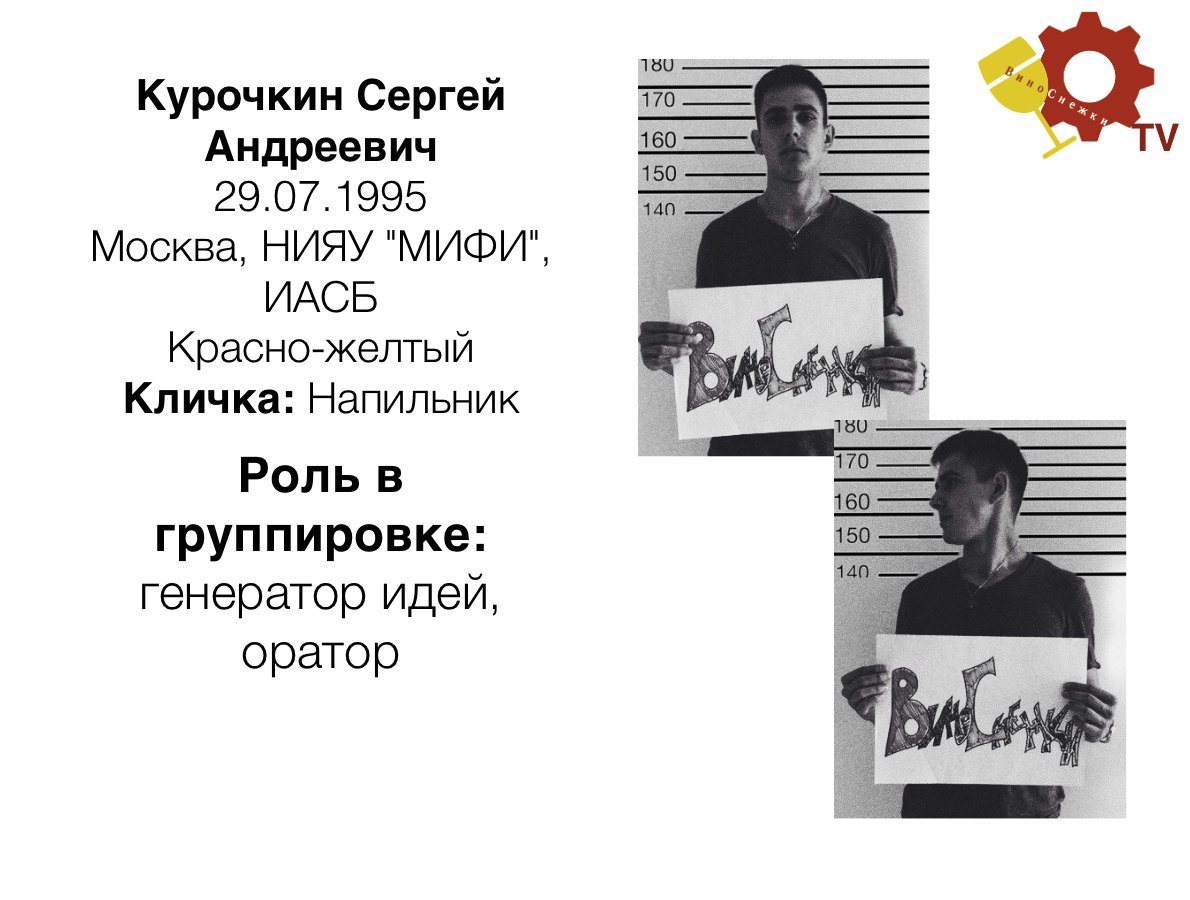 Курочкин Сергей
Андреевич
29.07.1995
Москва, НИЯУ "МИФИ",
ИАСБ
Красно-желтый
Кличка: Напильник
Роль в
группировке:
генератор идей,
оратор
ВиноСнежки
TV
180
170
160
150
140
ВиноСнежки
180
170
160
150
140
ВиноСнежки